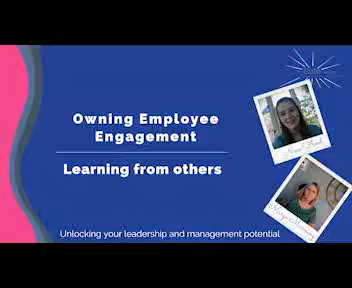 Owning Employee
Engagement
Learning from others
Unlocking your leadership and management potential